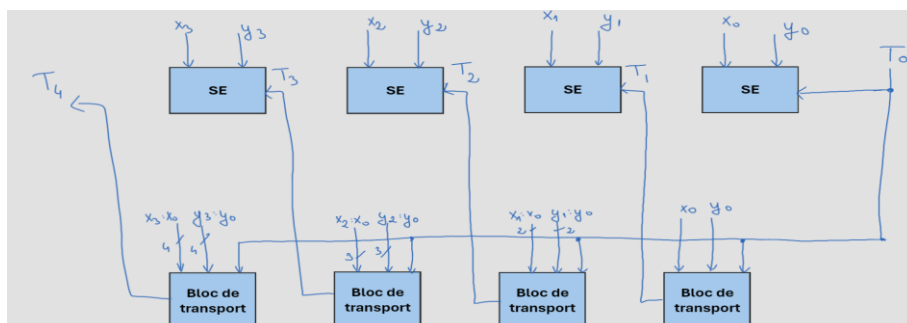 x₃ y₃ x₂ y₂ x₁ y₁ x₀ y₀
T₄ T₃ T₂ T₁ T₀
SE SE SE SE
x₃:x₀ y₃:y₀ x₂:x₀ y₂:y₀ x₁:x₀ y₁:y₀ x₀ y₀
4 4 3 3 2 2
Bloc de Bloc de Bloc de Bloc de
transport transport transport transport